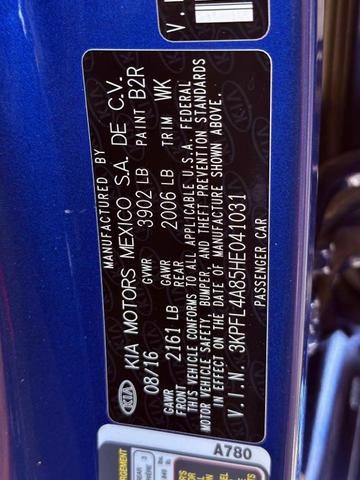 MANUFACTURED BY
KIA KIA MOTORS MEXICO S.A. DE C.V.
08/16 GVWR 3902 LB PAINT B2R
GAWR FRONT 2161 LB GAWR REAR 2006 LB TRIM WK
THIS VEHICLE CONFORMS TO ALL APPLICABLE U.S.A. FEDERAL
MOTOR VEHICLE SAFETY, BUMPER, AND THEFT PREVENTION STANDARDS
IN EFFECT ON THE DATE OF MANUFACTURE SHOWN ABOVE.
V.I.N. 3KPFL4A85HE041031
PASSENGER CAR
A780